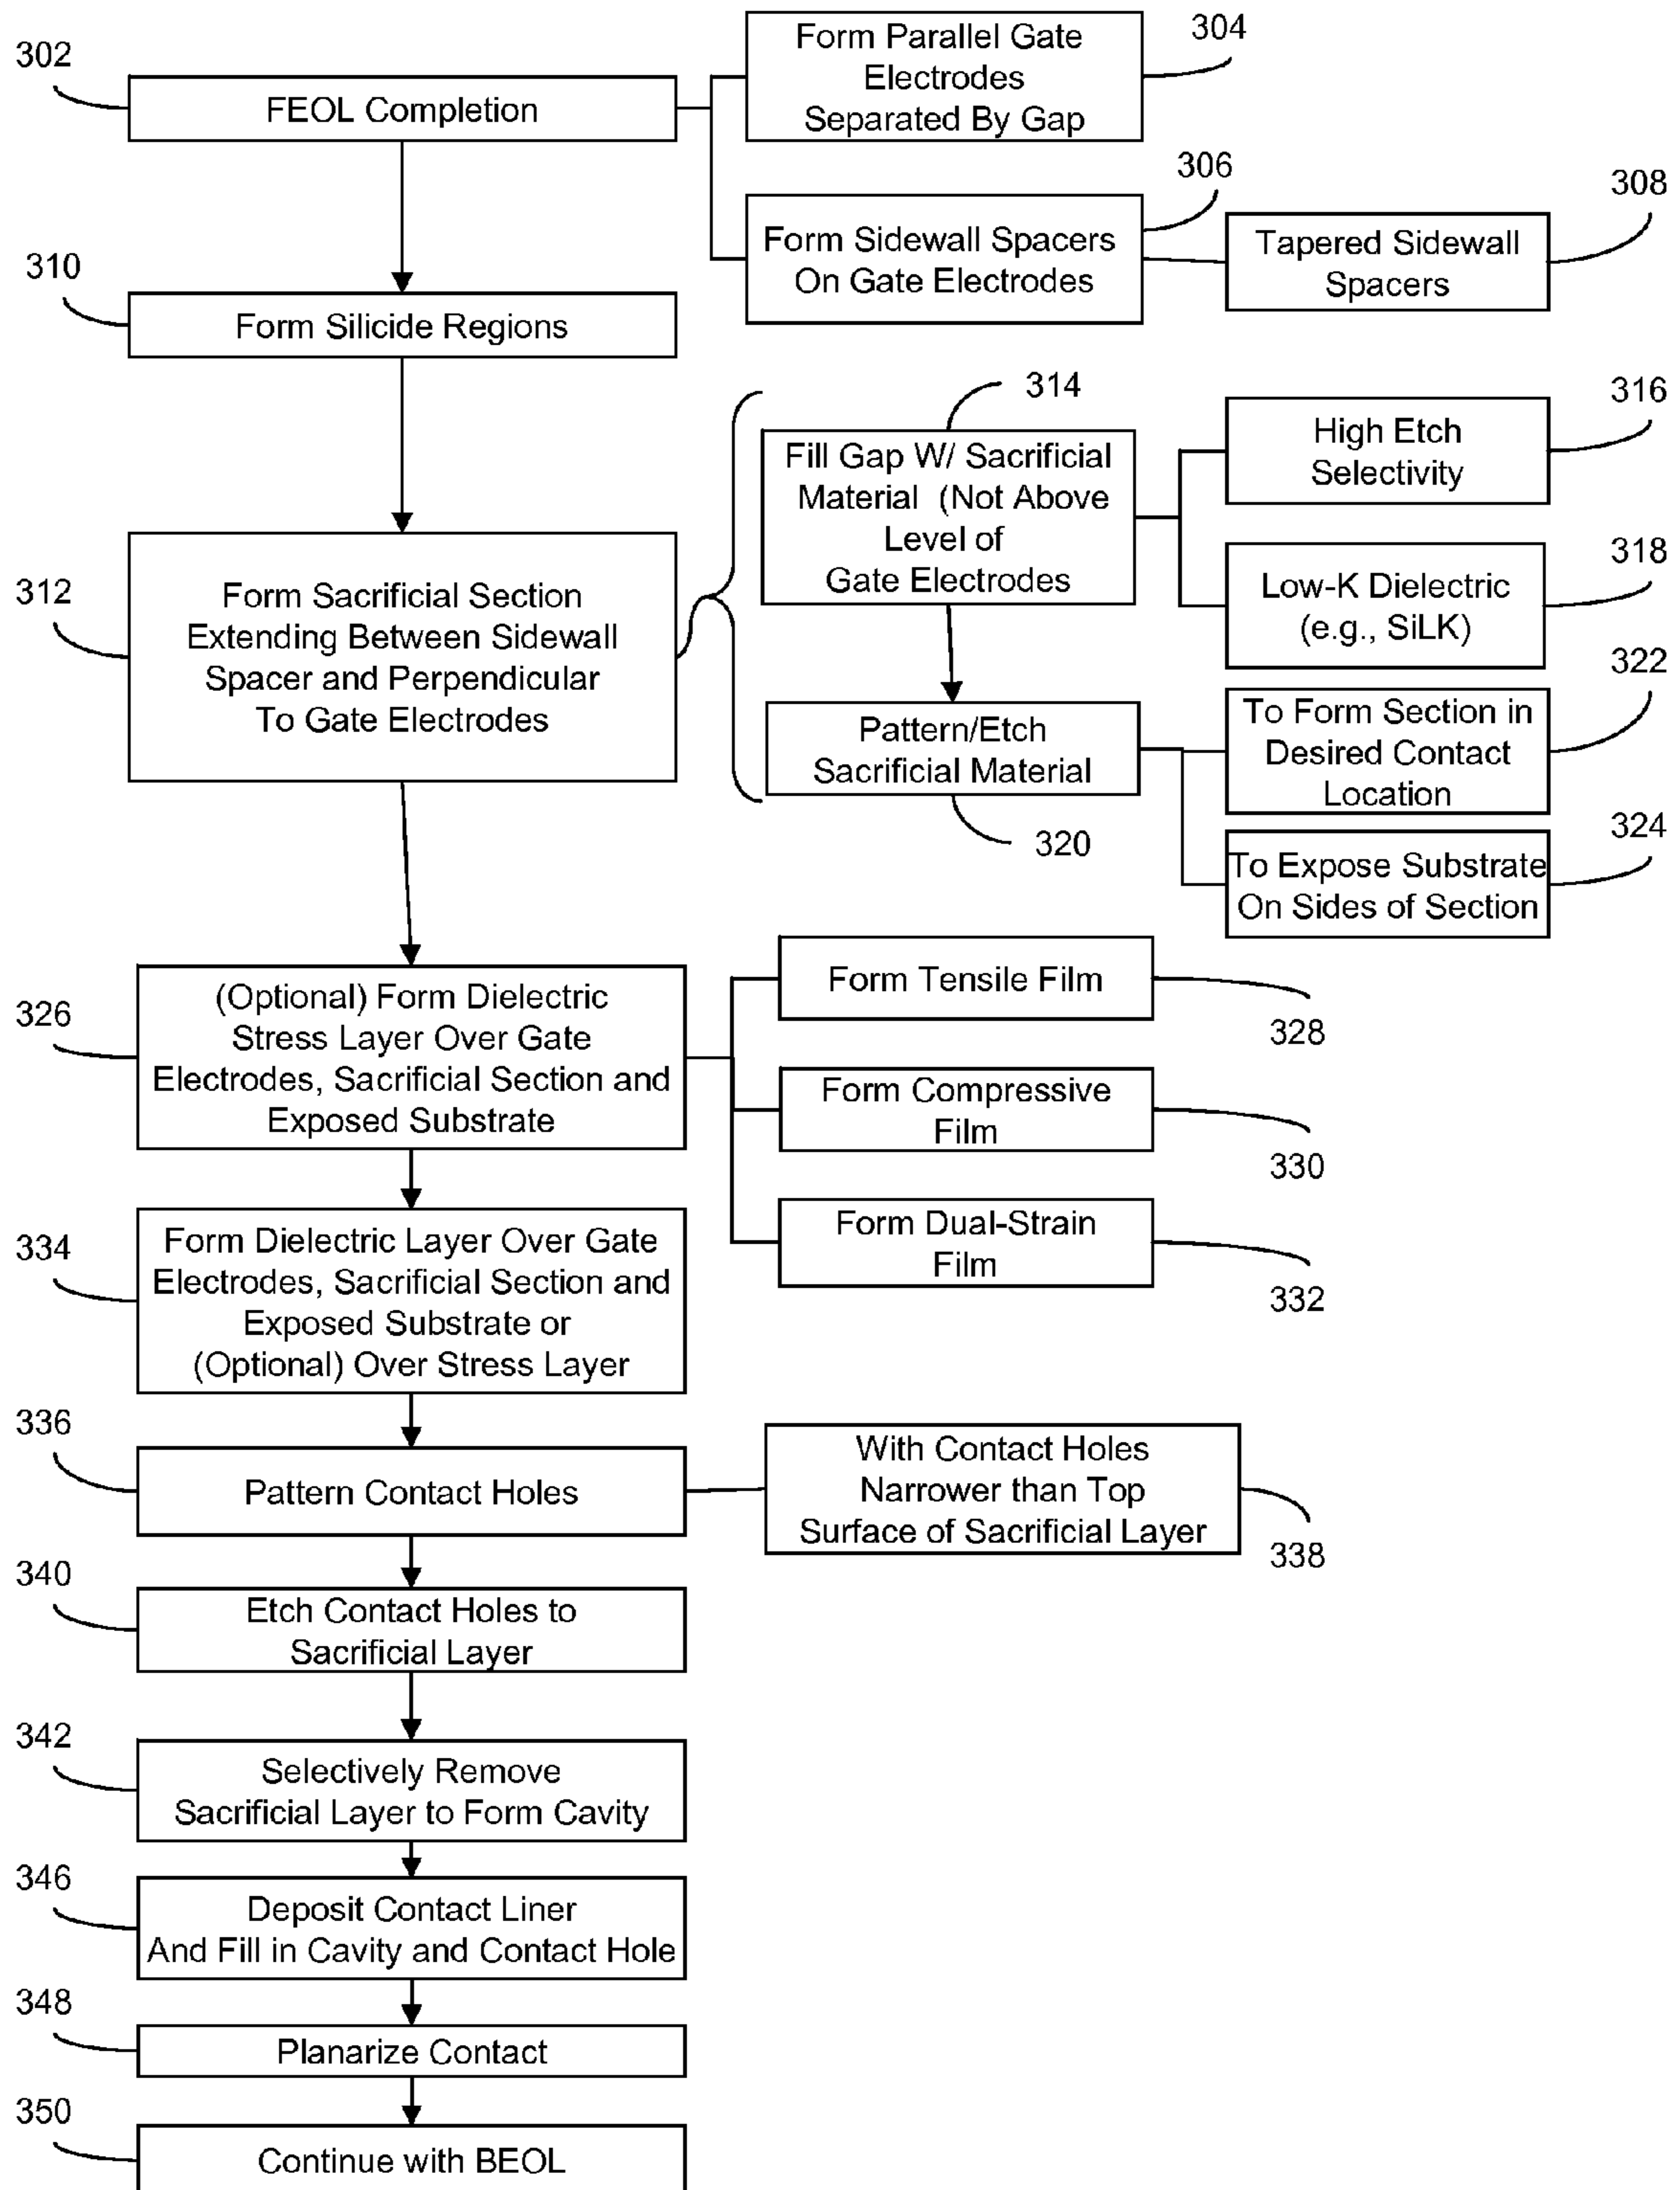 302
FEOL Completion
Form Parallel Gate
Electrodes
Separated By Gap
304
306
Form Sidewall Spacers
On Gate Electrodes
308
Tapered Sidewall
Spacers
310
Form Silicide Regions
312
Form Sacrificial Section
Extending Between Sidewall
Spacer and Perpendicular
To Gate Electrodes
314
Fill Gap W/ Sacrificial
Material (Not Above
Level of
Gate Electrodes
316
High Etch
Selectivity
318
Low-K Dielectric
(e.g., SiLK)
Pattern/Etch
Sacrificial Material
320
322
To Form Section in
Desired Contact
Location
324
To Expose Substrate
On Sides of Section
326
(Optional) Form Dielectric
Stress Layer Over Gate
Electrodes, Sacrificial Section and
Exposed Substrate
Form Tensile Film
328
Form Compressive
Film
330
Form Dual-Strain
Film
332
334
Form Dielectric Layer Over Gate
Electrodes, Sacrificial Section and
Exposed Substrate or
(Optional) Over Stress Layer
336
Pattern Contact Holes
With Contact Holes
Narrower than Top
Surface of Sacrificial Layer
338
340
Etch Contact Holes to
Sacrificial Layer
342
Selectively Remove
Sacrificial Layer to Form Cavity
346
Deposit Contact Liner
And Fill in Cavity and Contact Hole
348
Planarize Contact
350
Continue with BEOL